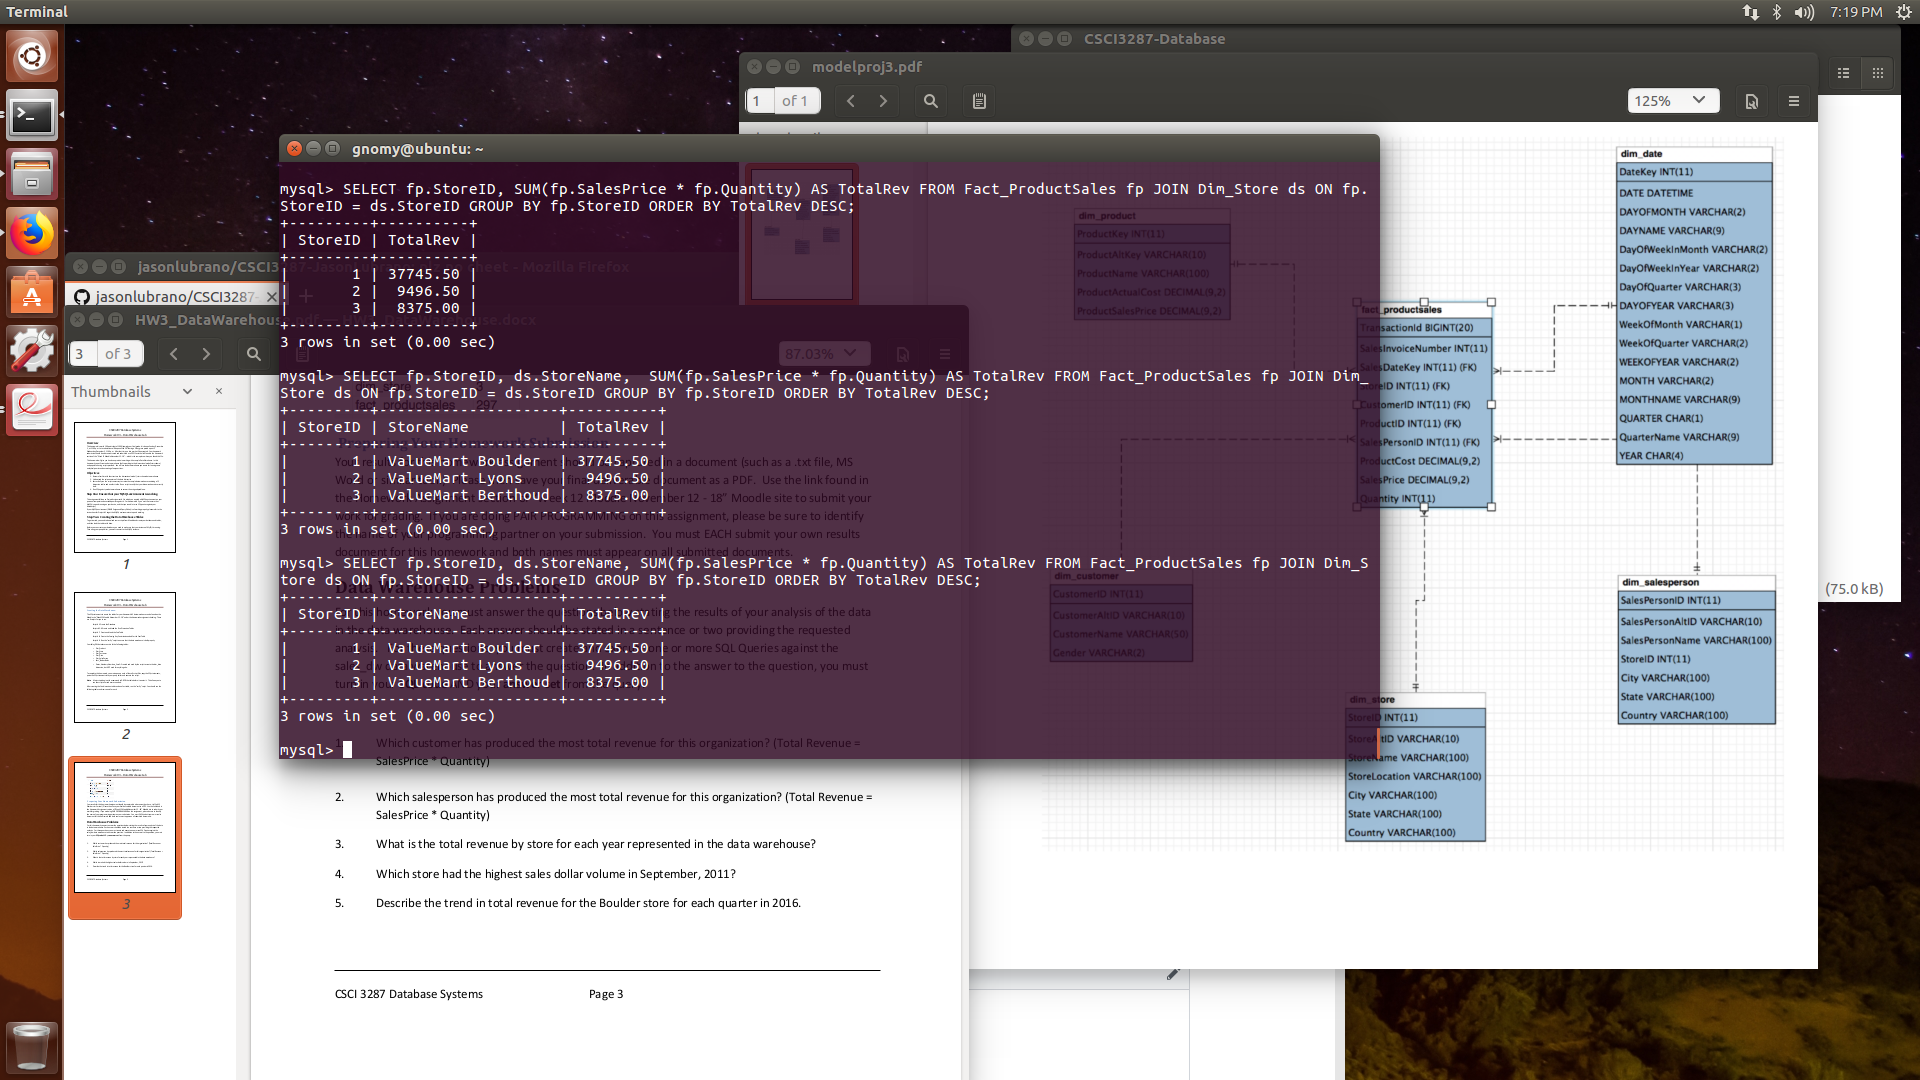 Terminal
7:19 PM
CSCI3287-Database
modelproj3.pdf
1 of 1
125%
gnomy@ubuntu: ~
mysql> SELECT fp.StoreID, SUM(fp.SalesPrice * fp.Quantity) AS TotalRev FROM Fact_ProductSales fp JOIN Dim_Store ds ON fp.
StoreID = ds.StoreID GROUP BY fp.StoreID ORDER BY TotalRev DESC;
+---------+----------+
| StoreID | TotalRev |
+---------+----------+
| 1 | 37745.50 |
| 2 | 9496.50 |
| 3 | 8375.00 |
+---------+----------+
3 rows in set (0.00 sec)
mysql> SELECT fp.StoreID, ds.StoreName,  SUM(fp.SalesPrice * fp.Quantity) AS TotalRev FROM Fact_ProductSales fp JOIN Dim_
Store ds ON fp.StoreID = ds.StoreID GROUP BY fp.StoreID ORDER BY TotalRev DESC;
+---------+--------------------+----------+
| StoreID | StoreName | TotalRev |
+---------+--------------------+----------+
| 1 | ValueMart Boulder | 37745.50 |
| 2 | ValueMart Lyons | 9496.50 |
| 3 | ValueMart Berthoud | 8375.00 |
+---------+--------------------+----------+
3 rows in set (0.00 sec)
mysql> SELECT fp.StoreID, ds.StoreName, SUM(fp.SalesPrice * fp.Quantity) AS TotalRev FROM Fact_ProductSales fp JOIN Dim_S
tore ds ON fp.StoreID = ds.StoreID GROUP BY fp.StoreID ORDER BY TotalRev DESC;
+---------+--------------------+----------+
| StoreID | StoreName | TotalRev |
+---------+--------------------+----------+
| 1 | ValueMart Boulder | 37745.50 |
| 2 | ValueMart Lyons | 9496.50 |
| 3 | ValueMart Berthoud | 8375.00 |
+---------+--------------------+----------+
3 rows in set (0.00 sec)
mysql>
jasonlubrano/CSCI3287-
HW3_DataWarehouse.pdf
3 of 3
87.03%
Thumbnails
1
2
3
Which customer has produced the most total revenue for this organization? (Total Revenue =
SalesPrice * Quantity)
2. Which salesperson has produced the most total revenue for this organization? (Total Revenue =
SalesPrice * Quantity)
3. What is the total revenue by store for each year represented in the data warehouse?
4. Which store had the highest sales dollar volume in September, 2011?
5. Describe the trend in total revenue for the Boulder store for each quarter in 2016.
CSCI 3287 Database Systems Page 3
dim_product
ProductKey INT(11)
ProductAltKey VARCHAR(10)
ProductName VARCHAR(100)
ProductActualCost DECIMAL(9,2)
ProductSalesPrice DECIMAL(9,2)
fact_productsales
TransactionId BIGINT(20)
SalesInvoiceNumber INT(11)
SalesDateKey INT(11) (FK)
StoreID INT(11) (FK)
CustomerID INT(11) (FK)
ProductID INT(11) (FK)
SalesPersonID INT(11) (FK)
ProductCost DECIMAL(9,2)
SalesPrice DECIMAL(9,2)
Quantity INT(11)
dim_date
DateKey INT(11)
DATE DATETIME
DAYOFMONTH VARCHAR(2)
DAYNAME VARCHAR(9)
DayOfWeekInMonth VARCHAR(2)
DayOfWeekInYear VARCHAR(2)
DayOfQuarter VARCHAR(3)
DAYOFYEAR VARCHAR(3)
WeekOfMonth VARCHAR(1)
WeekOfQuarter VARCHAR(2)
WEEKOFYEAR VARCHAR(2)
MONTH VARCHAR(2)
MONTHNAME VARCHAR(9)
QUARTER CHAR(1)
QuarterName VARCHAR(9)
YEAR CHAR(4)
dim_customer
CustomerID INT(11)
CustomerAltID VARCHAR(10)
CustomerName VARCHAR(50)
Gender VARCHAR(2)
dim_salesperson
SalesPersonID INT(11)
SalesPersonAltID VARCHAR(10)
SalesPersonName VARCHAR(100)
StoreID INT(11)
City VARCHAR(100)
State VARCHAR(100)
Country VARCHAR(100)
dim_store
StoreID INT(11)
StoreAltID VARCHAR(10)
StoreName VARCHAR(100)
StoreLocation VARCHAR(100)
City VARCHAR(100)
State VARCHAR(100)
Country VARCHAR(100)
(75.0 kB)